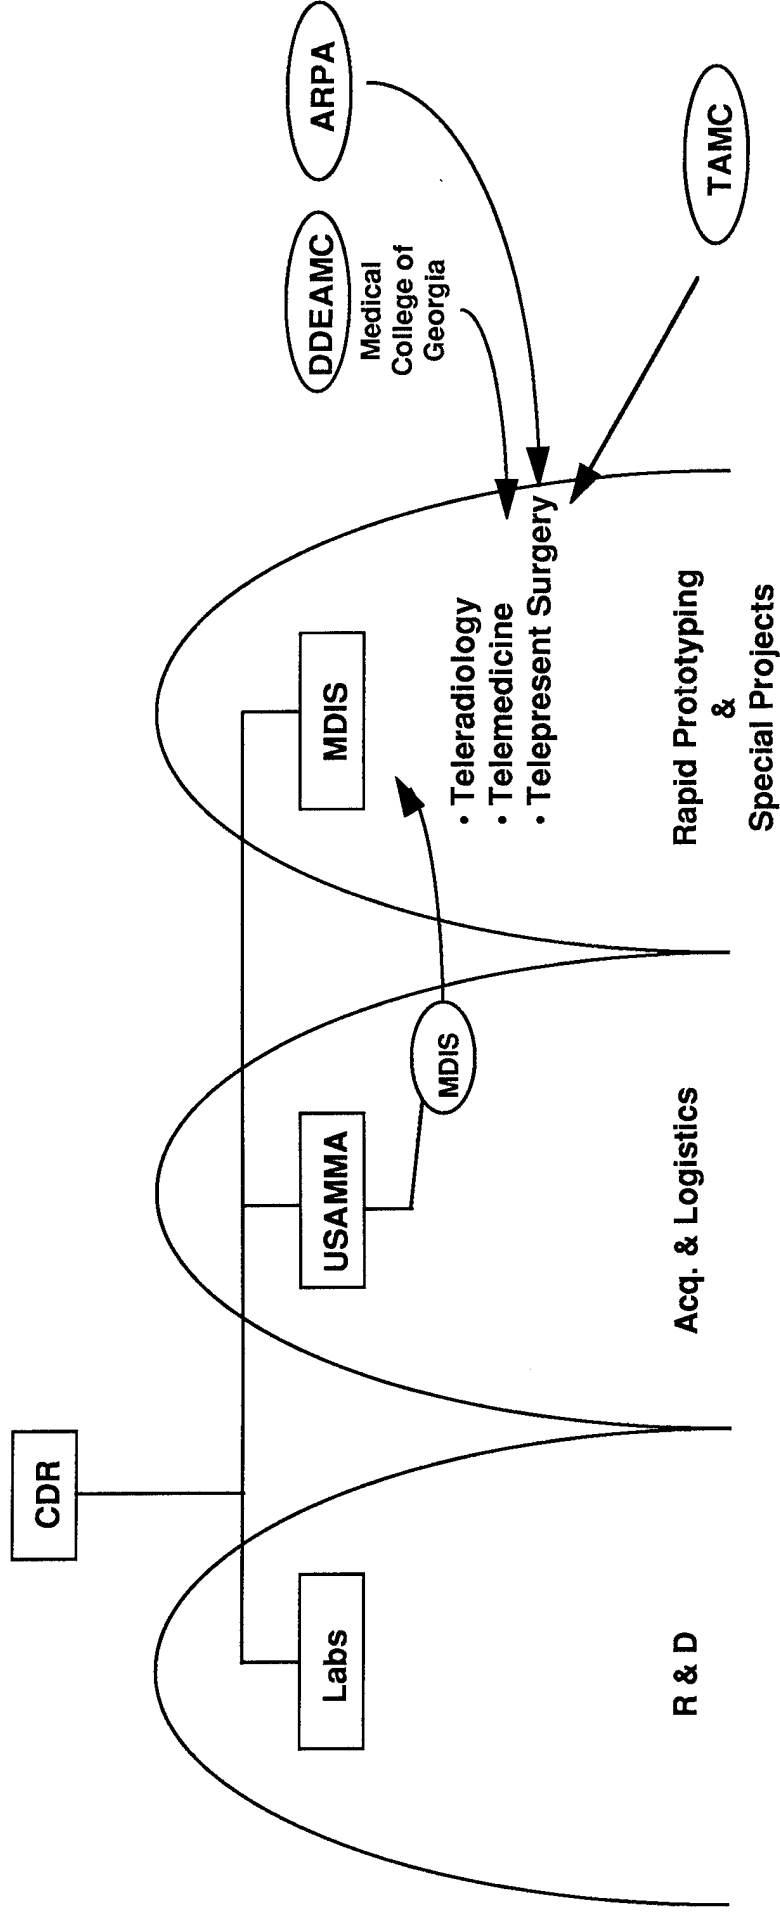 CDR
Labs
USAMMA
MDIS
DDEAMC
ARPA
Medical
College of
Georgia
MDIS
• Teleradiology
• Telemedicine
• Telepresent Surgery
TAMC
R & D
Acq. & Logistics
Rapid Prototyping
&
Special Projects